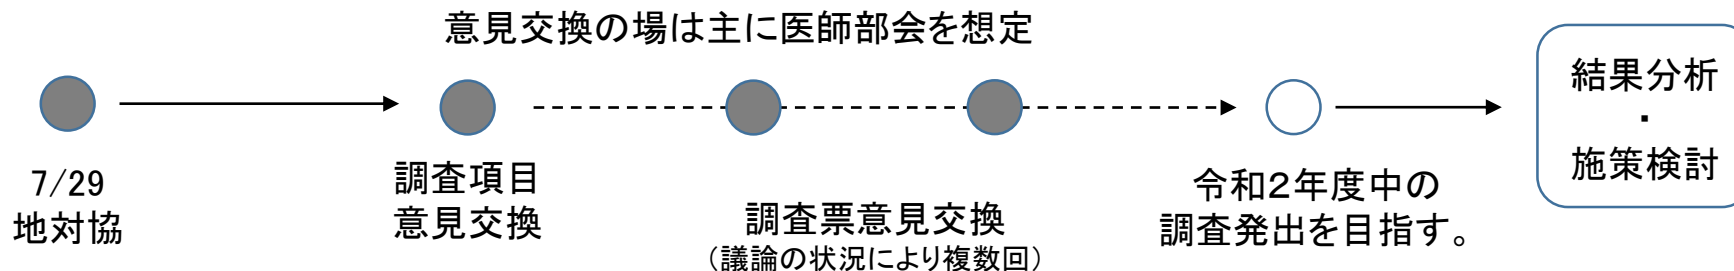 意見交換の場は主に医師部会を想定
7/29
地対協
調査項目
意見交換
調査票意見交換
（議論の状況により複数回）
令和２年度中の
調査発出を目指す。
結果分析
・
施策検討